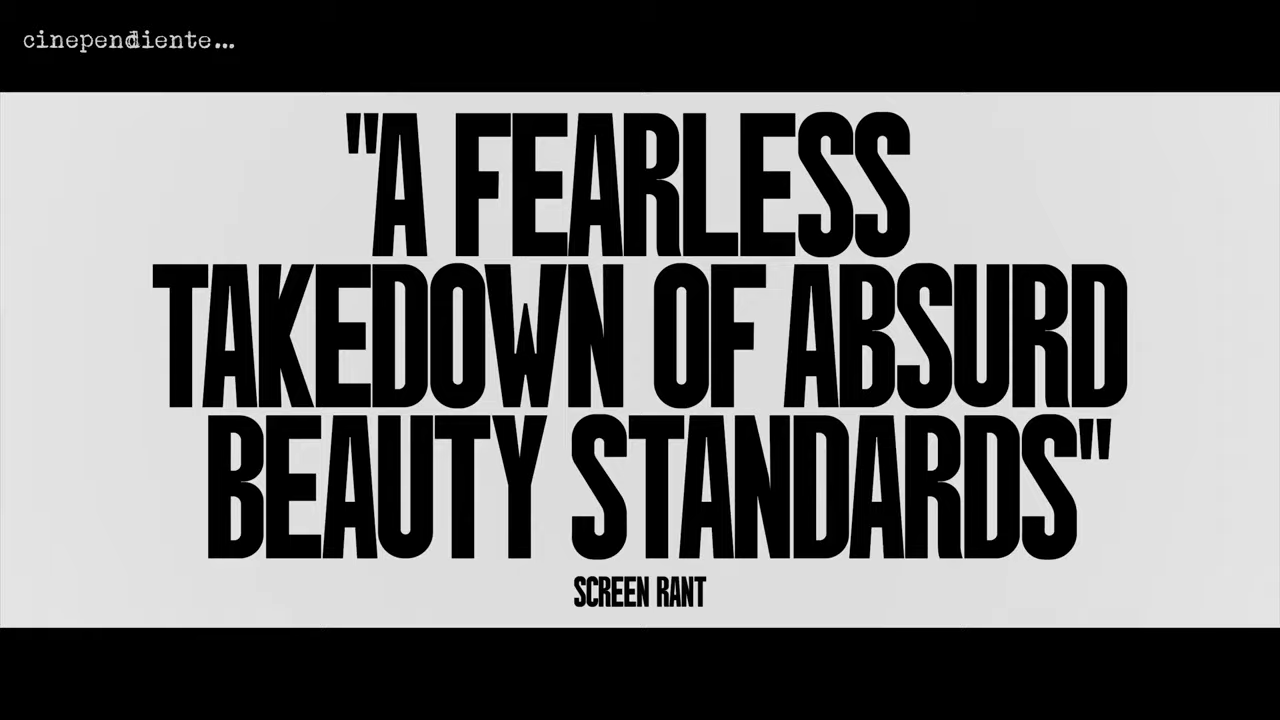 cinependiente...
"A FEARLESS
TAKEDOWN OF ABSURD
BEAUTY STANDARDS"
SCREEN RANT